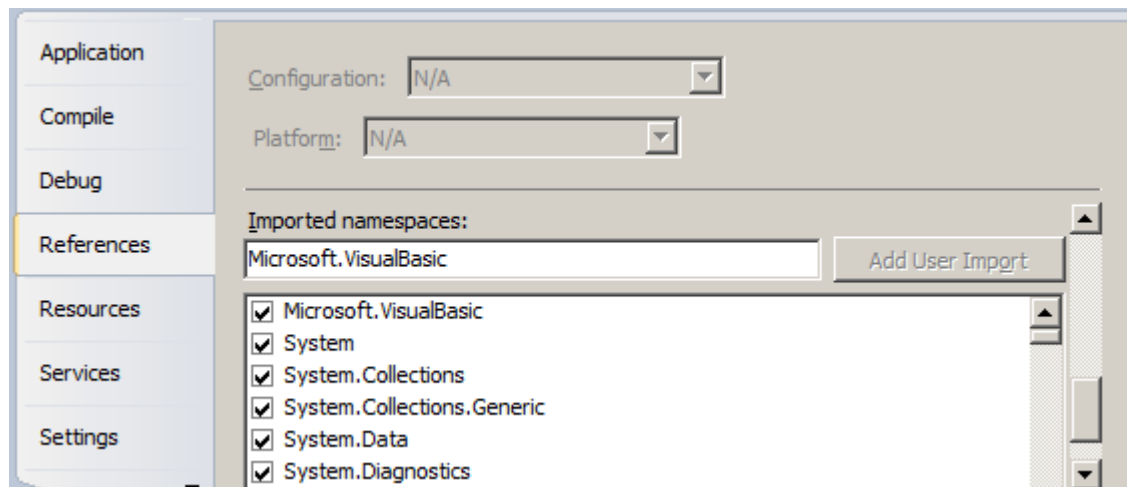 Application
Compile
Debug
References
Resources
Services
Settings
Configuration: N/A
Platform: N/A
Imported namespaces:
Microsoft.VisualBasic Add User Import
Microsoft.VisualBasic
System
System.Collections
System.Collections.Generic
System.Data
System.Diagnostics